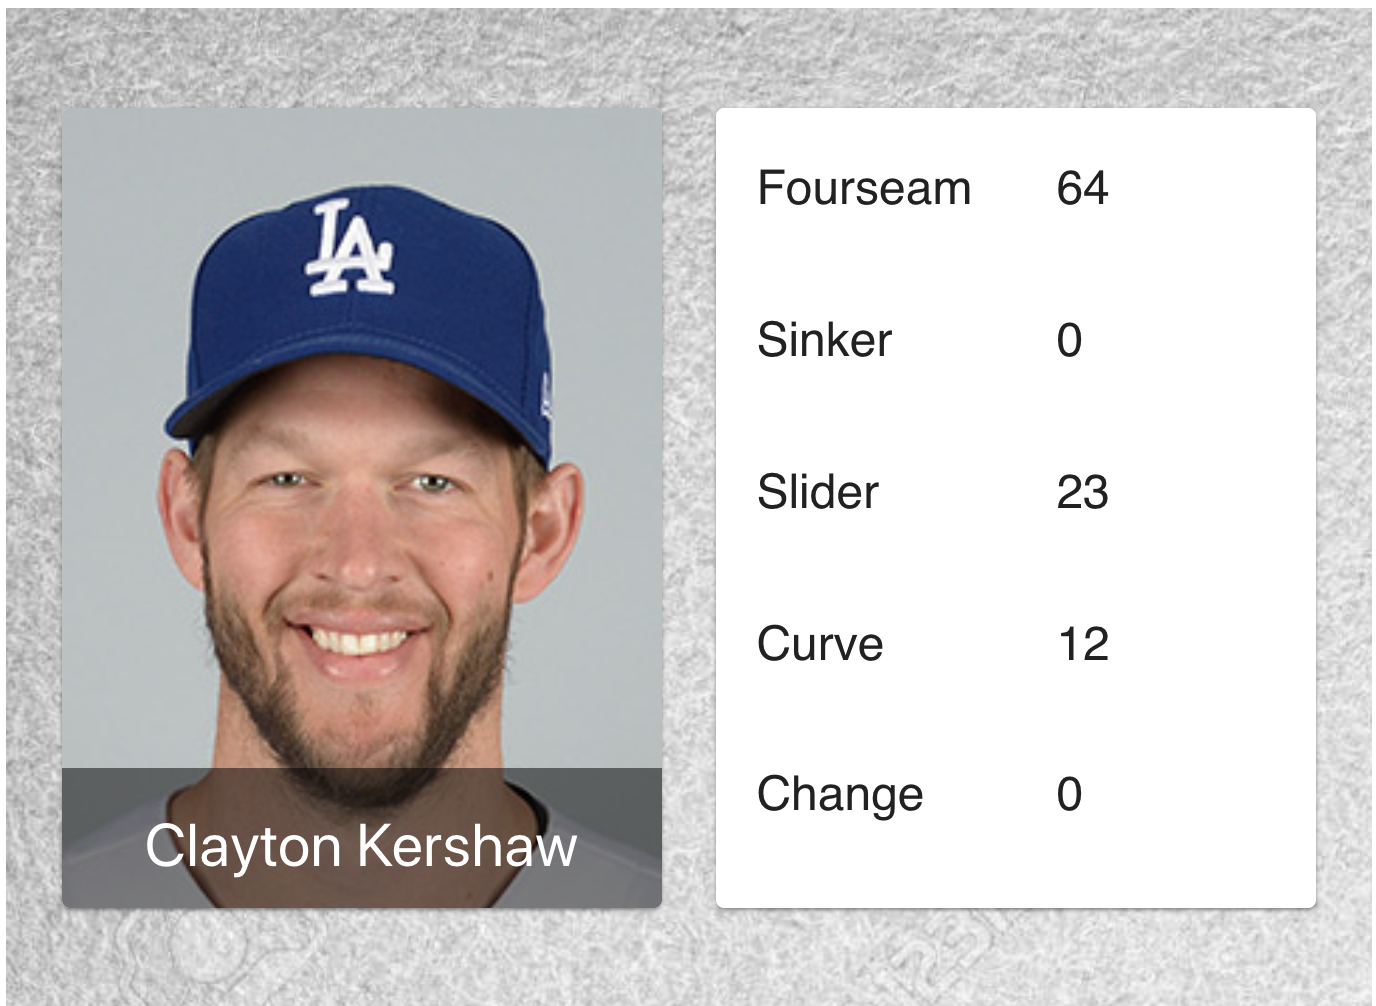 LA
Clayton Kershaw
Fourseam 64
Sinker 0
Slider 23
Curve 12
Change 0